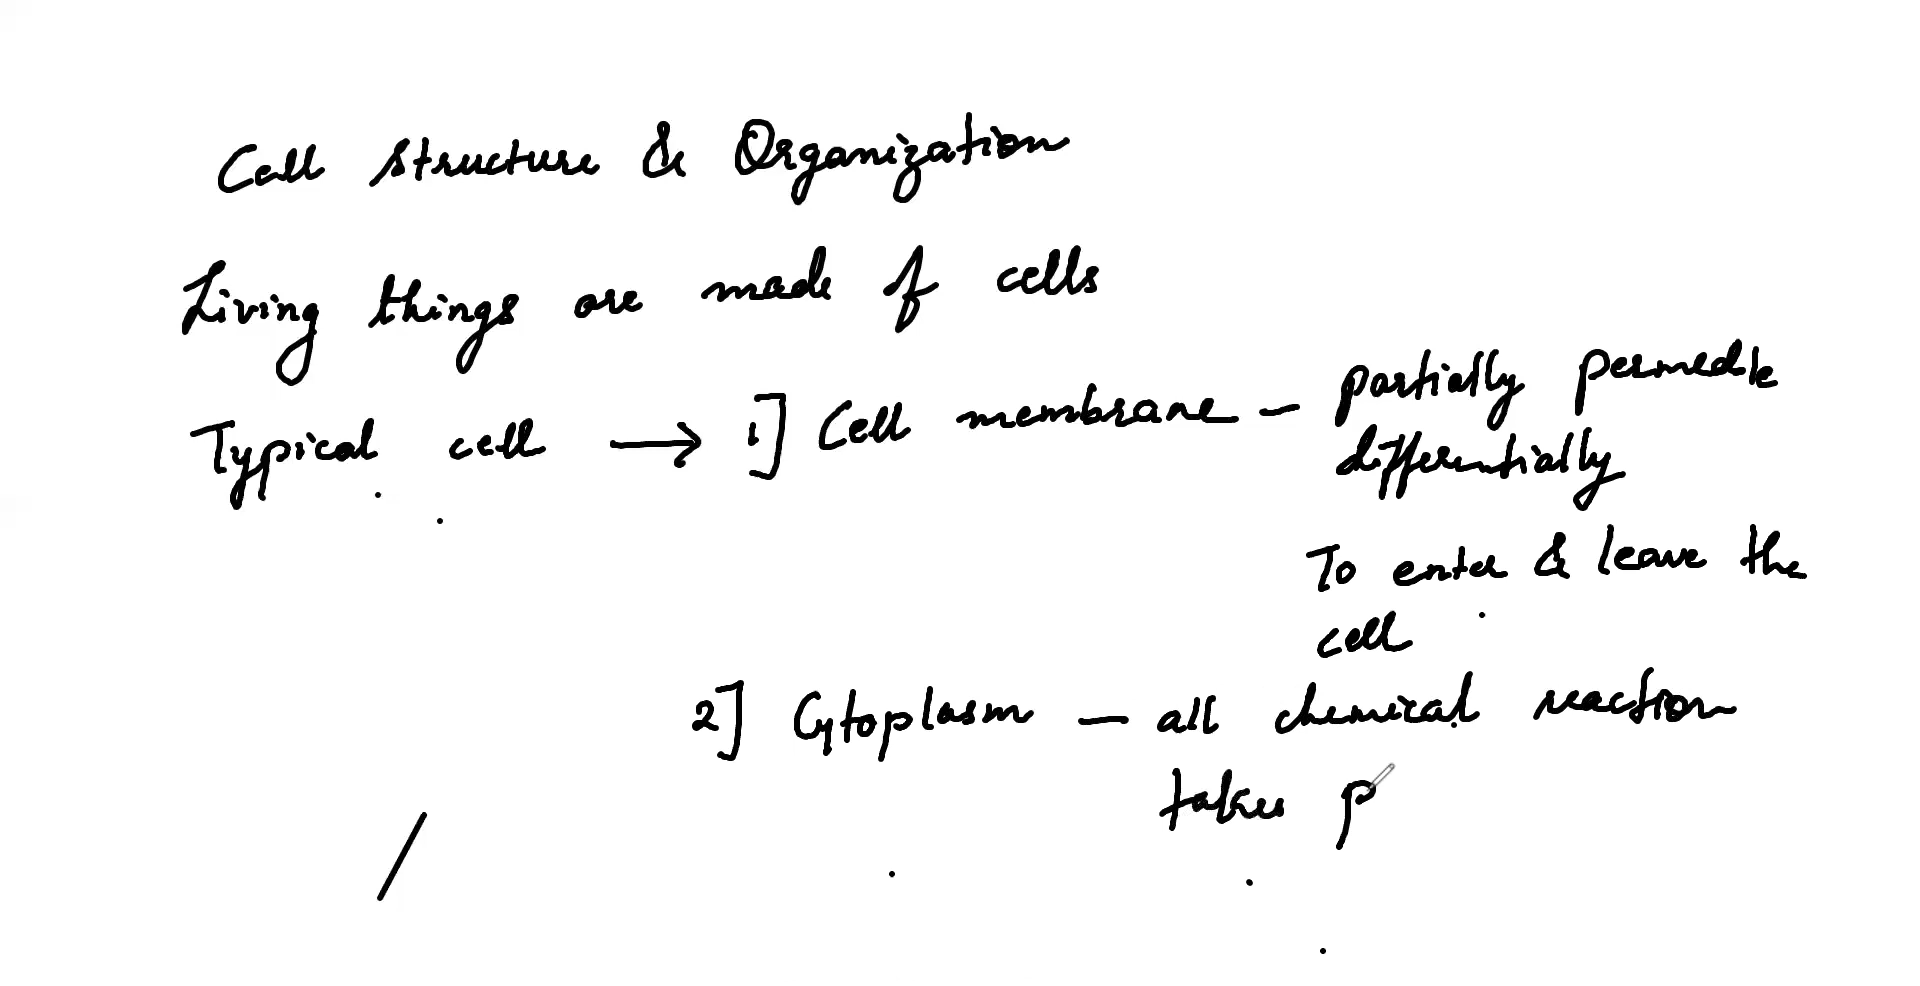 Cell structure & Organization
Living things are made of cells
Typical cell → 1] Cell membrane – partially permeable
differentially
To enter & leave the
cell
2] Cytoplasm – all chemical reaction
takes p